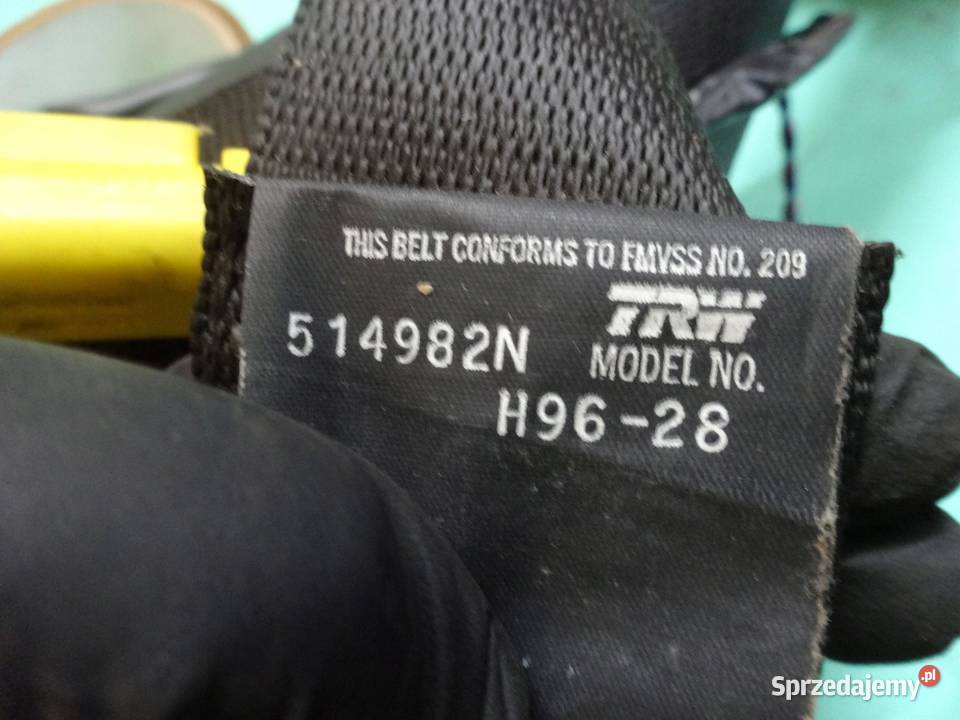 THIS BELT CONFORMS TO FMVSS NO. 209
TRW
514982N
MODEL NO.
H96-28
Sprzedajemy.pl